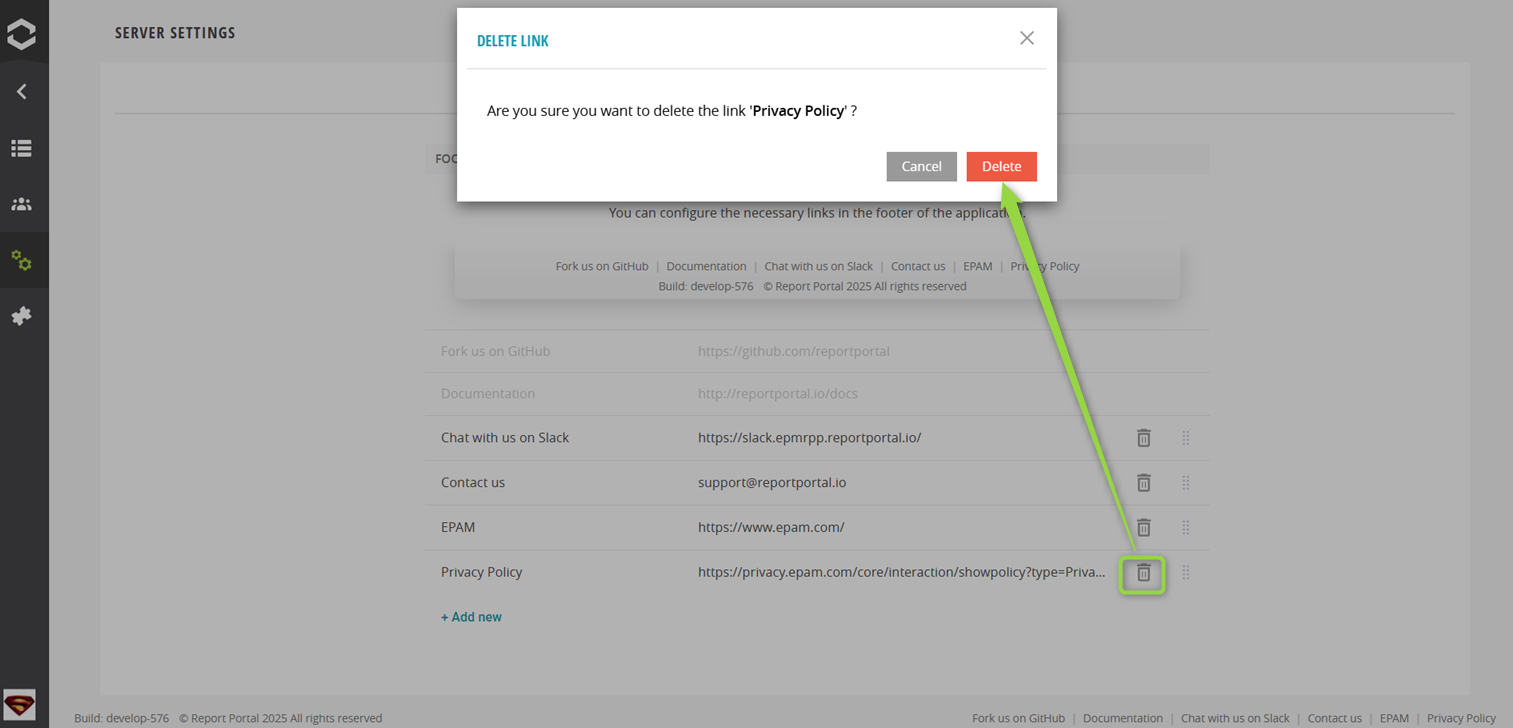 SERVER SETTINGS
DELETE LINK
Are you sure you want to delete the link 'Privacy Policy' ?
Cancel Delete
You can configure the necessary links in the footer of the application.
Fork us on GitHub | Documentation | Chat with us on Slack | Contact us | EPAM | Privacy Policy
Build: develop-576 © Report Portal 2025 All rights reserved
Fork us on GitHub https://github.com/reportportal
Documentation http://reportportal.io/docs
Chat with us on Slack https://slack.epmrpp.reportportal.io/
Contact us support@reportportal.io
EPAM https://www.epam.com/
Privacy Policy https://privacy.epam.com/core/interaction/showpolicy?type=Priva...
+ Add new
Build: develop-576 © Report Portal 2025 All rights reserved
Fork us on GitHub | Documentation | Chat with us on Slack | Contact us | EPAM | Privacy Policy